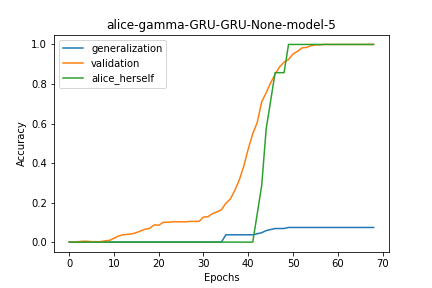 alice-gamma-GRU-GRU-None-model-5
generalization
validation
alice_herself
Accuracy
1.0
0.8
0.6
0.4
0.2
0.0
0 10 20 30 40 50 60 70
Epochs